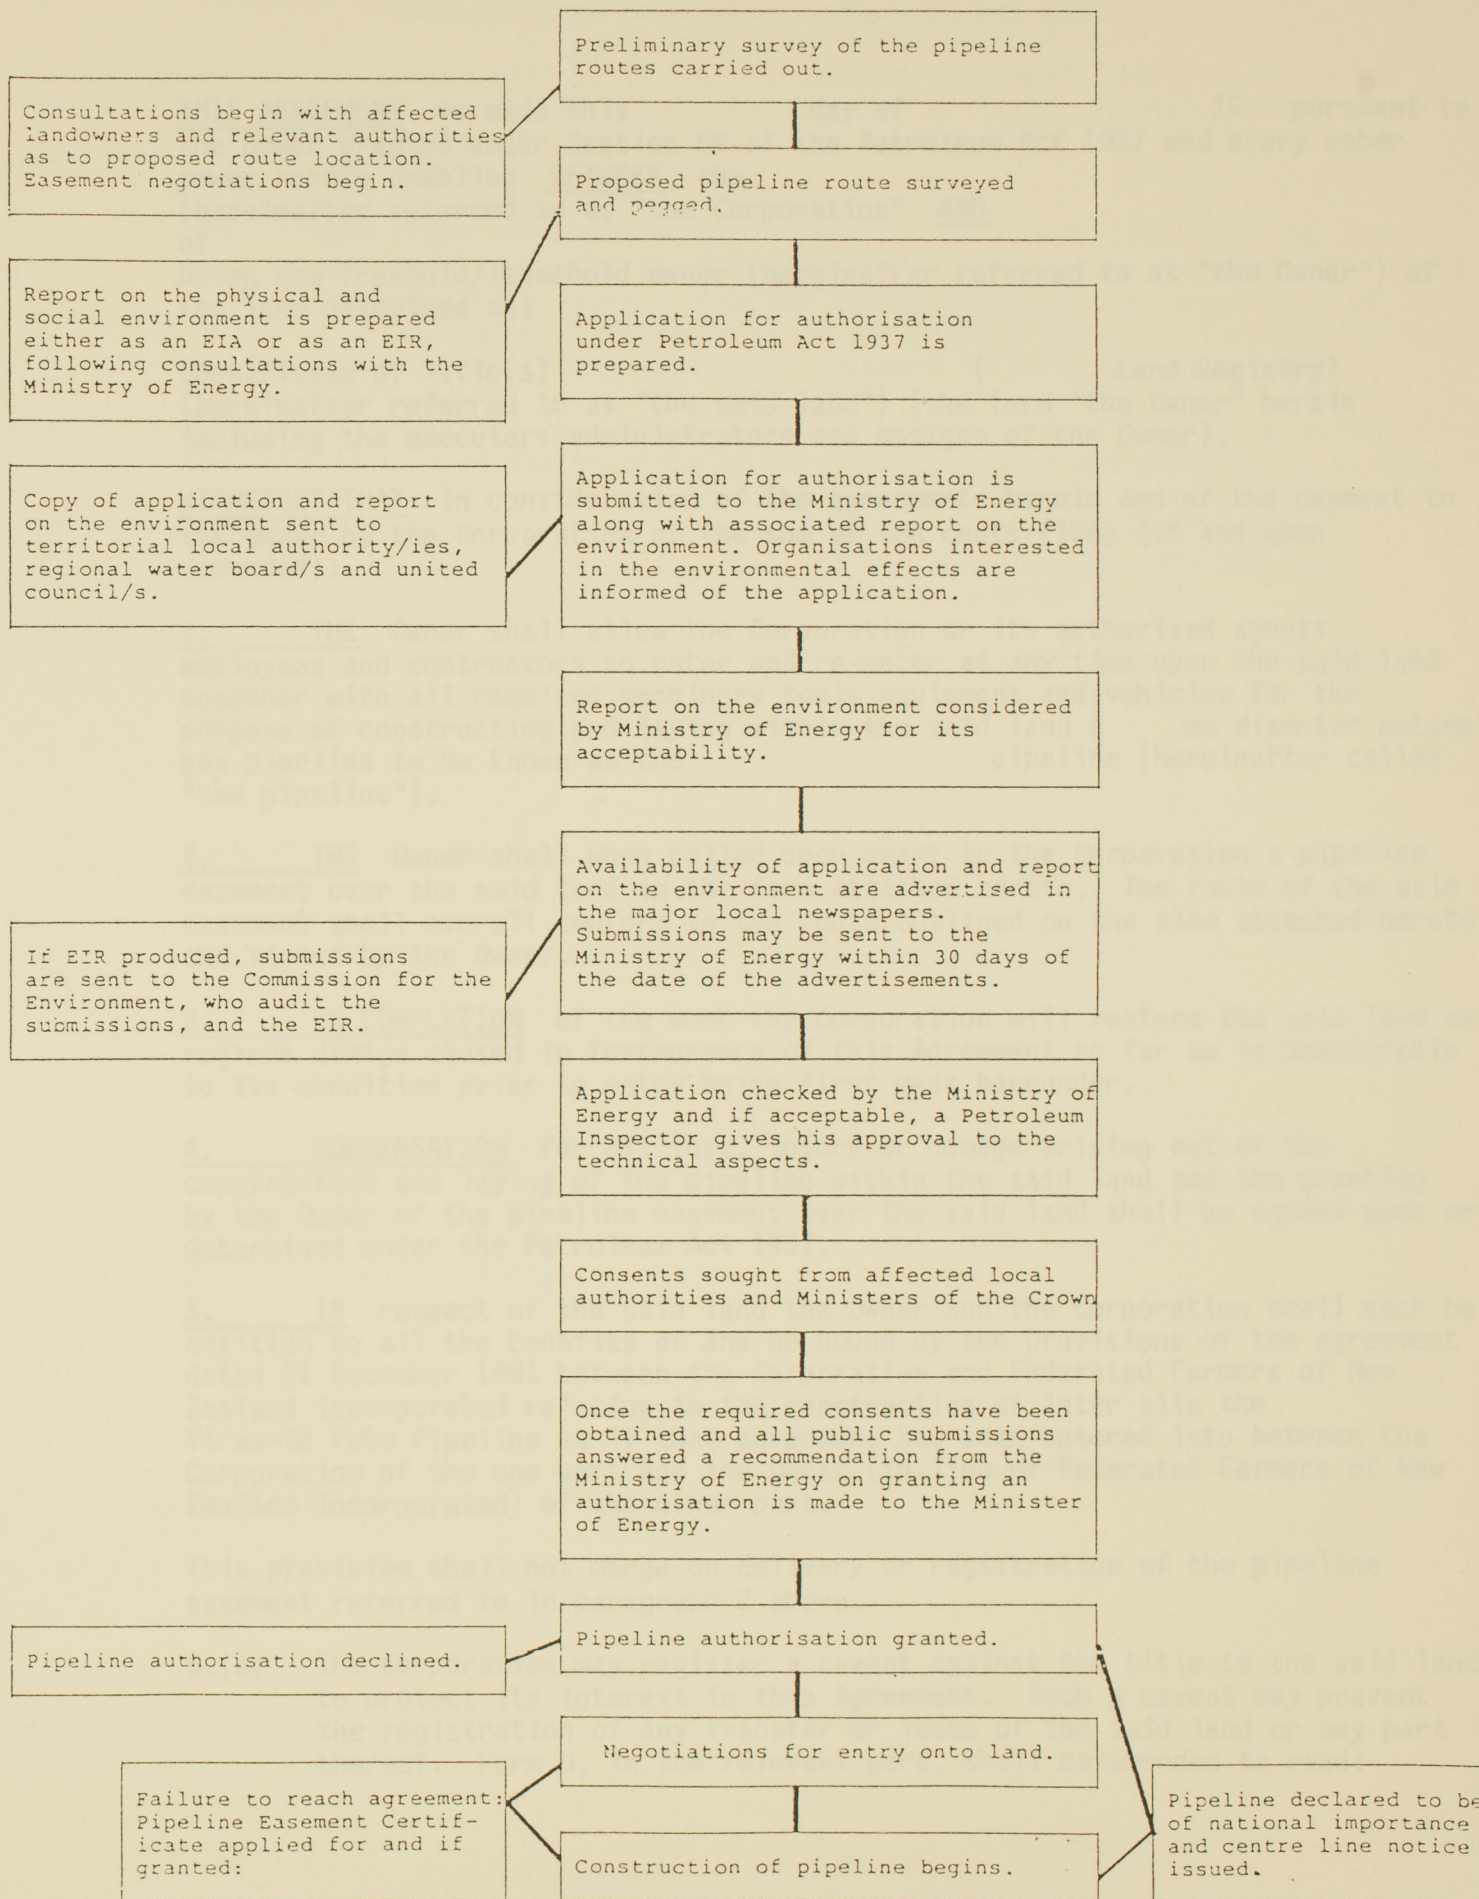 Preliminary survey of the pipeline
routes carried out.
Consultations begin with affected
landowners and relevant authorities
as to proposed route location.
Easement negotiations begin.
Proposed pipeline route surveyed
and pegged.
Report on the physical and
social environment is prepared
either as an EIA or as an EIR,
following consultations with the
Ministry of Energy.
Application for authorisation
under Petroleum Act 1937 is
prepared.
Copy of application and report
on the environment sent to
territorial local authority/ies,
regional water board/s and united
council/s.
Application for authorisation is
submitted to the Ministry of Energy
along with associated report on the
environment. Organisations interested
in the environmental effects are
informed of the application.
Report on the environment considered
by Ministry of Energy for its
acceptability.
Availability of application and report
on the environment are advertised in
the major local newspapers.
Submissions may be sent to the
Ministry of Energy within 30 days of
the date of the advertisements.
If EIR produced, submissions
are sent to the Commission for the
Environment, who audit the
submissions, and the EIR.
Application checked by the Ministry of
Energy and if acceptable, a Petroleum
Inspector gives his approval to the
technical aspects.
Consents sought from affected local
authorities and Ministers of the Crown
Once the required consents have been
obtained and all public submissions
answered a recommendation from the
Ministry of Energy on granting an
authorisation is made to the Minister
of Energy.
Pipeline authorisation granted.
Pipeline authorisation declined.
Negotiations for entry onto land.
Failure to reach agreement:
Pipeline Easement Certif-
icate applied for and if
granted:
Construction of pipeline begins.
Pipeline declared to be
of national importance
and centre line notice
issued.